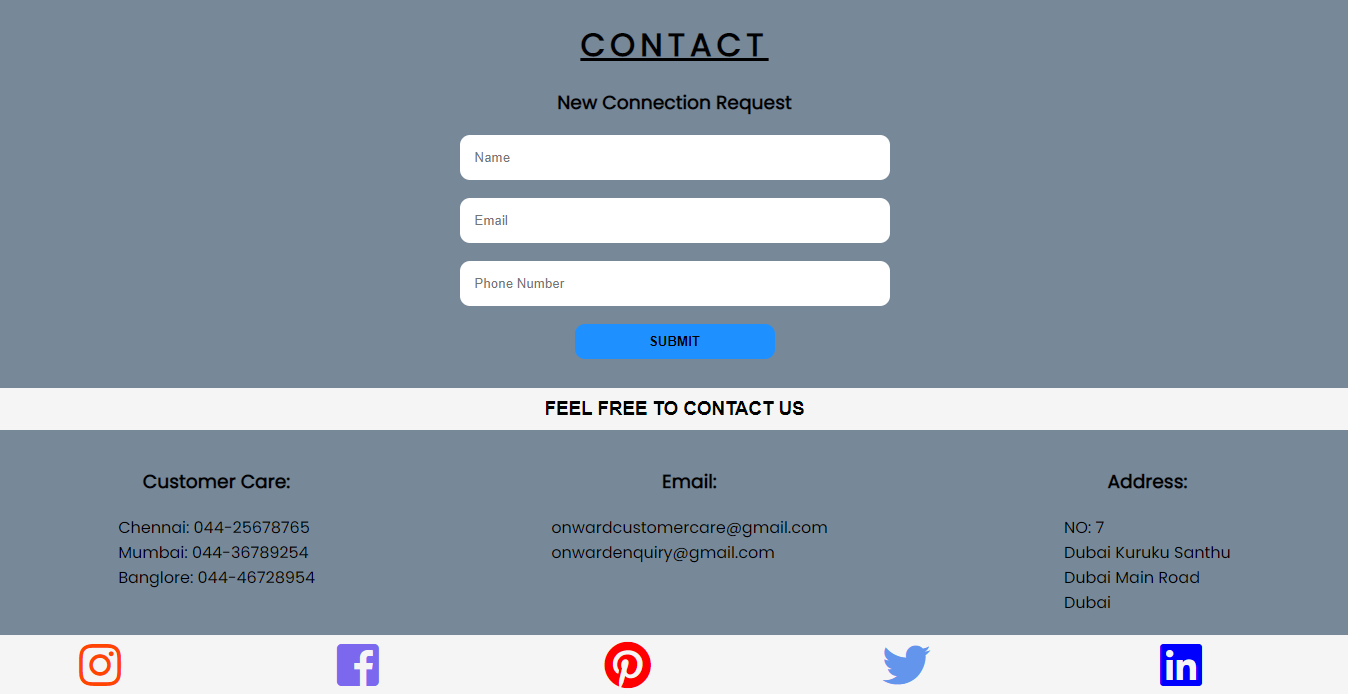 CONTACT
New Connection Request
Name
Email
Phone Number
SUBMIT
FEEL FREE TO CONTACT US
Customer Care:
Chennai: 044-25678765
Mumbai: 044-36789254
Banglore: 044-46728954
Email:
onwardcustomercare@gmail.com
onwardenquiry@gmail.com
Address:
NO: 7
Dubai Kuruku Santhu
Dubai Main Road
Dubai